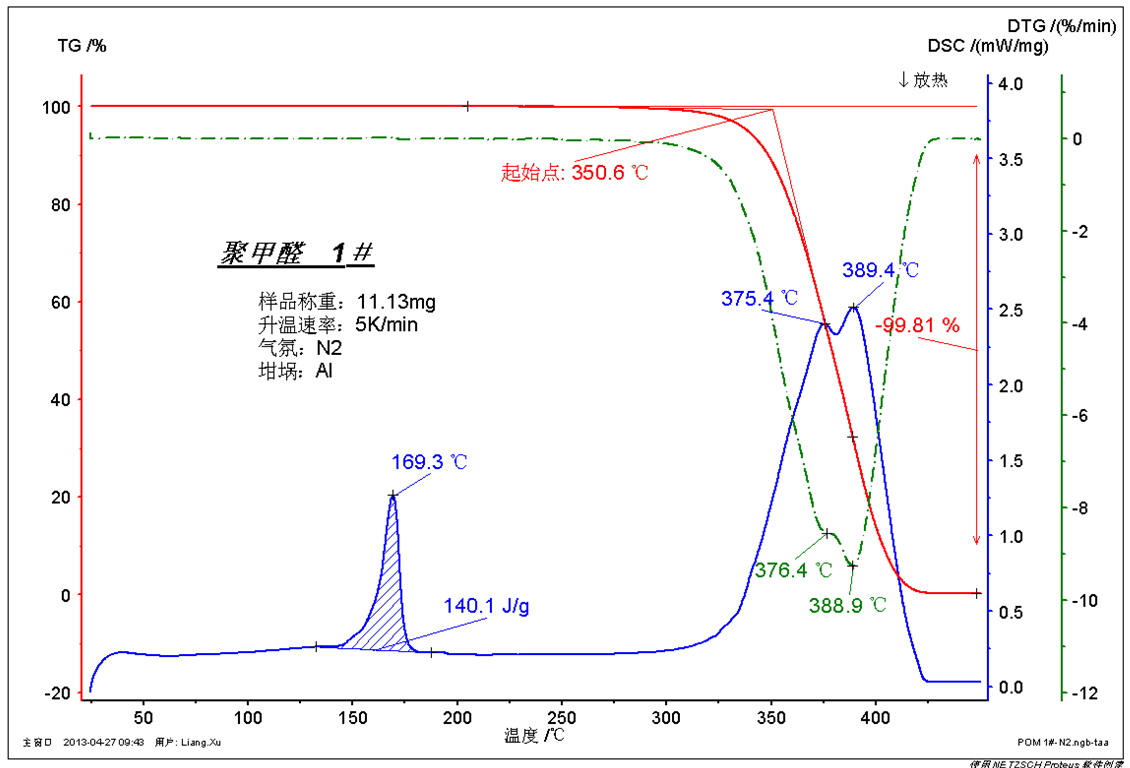 DTG /(%/min)
TG /%
DSC /(mW/mg)
↓放热
4.0
100
0
3.5
起始点: 350.6 ℃
80
-2
3.0
聚甲醛 1#
389.4 ℃
375.4 ℃
样品称重：11.13mg
60
2.5
升温速率：5K/min
-99.81 %
-4
气氛：N2
坩埚：Al
2.0
40
-6
169.3 ℃
1.5
20
-8
1.0
376.4 ℃
0
140.1 J/g
388.9 ℃
0.5
-10
-20
0.0
-12
50
100
150
200
250
300
350
400
温度 /℃
主窗口 2013-04-27 09:43 用户: Liang.Xu
POM 1#-N2.ngb-taa
使用 NETZSCH Proteus 软件创建